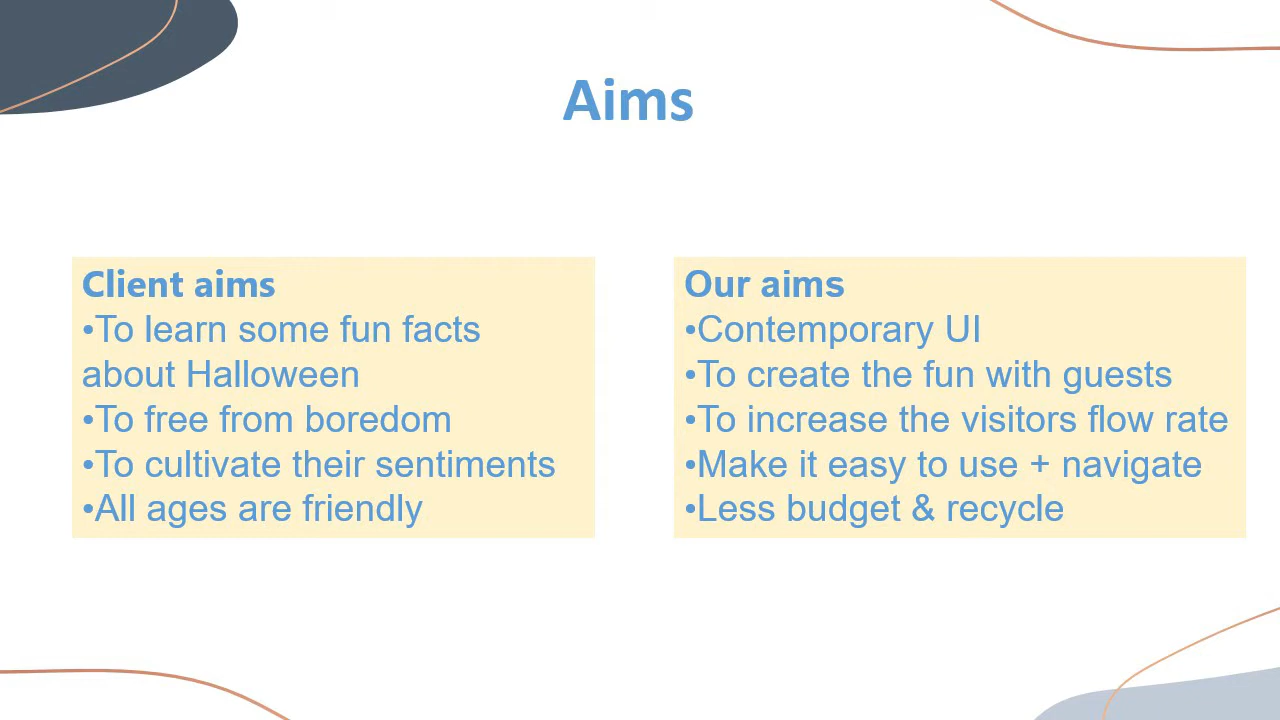 Aims
Client aims
•To learn some fun facts
about Halloween
•To free from boredom
•To cultivate their sentiments
•All ages are friendly
Our aims
•Contemporary UI
•To create the fun with guests
•To increase the visitors flow rate
•Make it easy to use + navigate
•Less budget & recycle